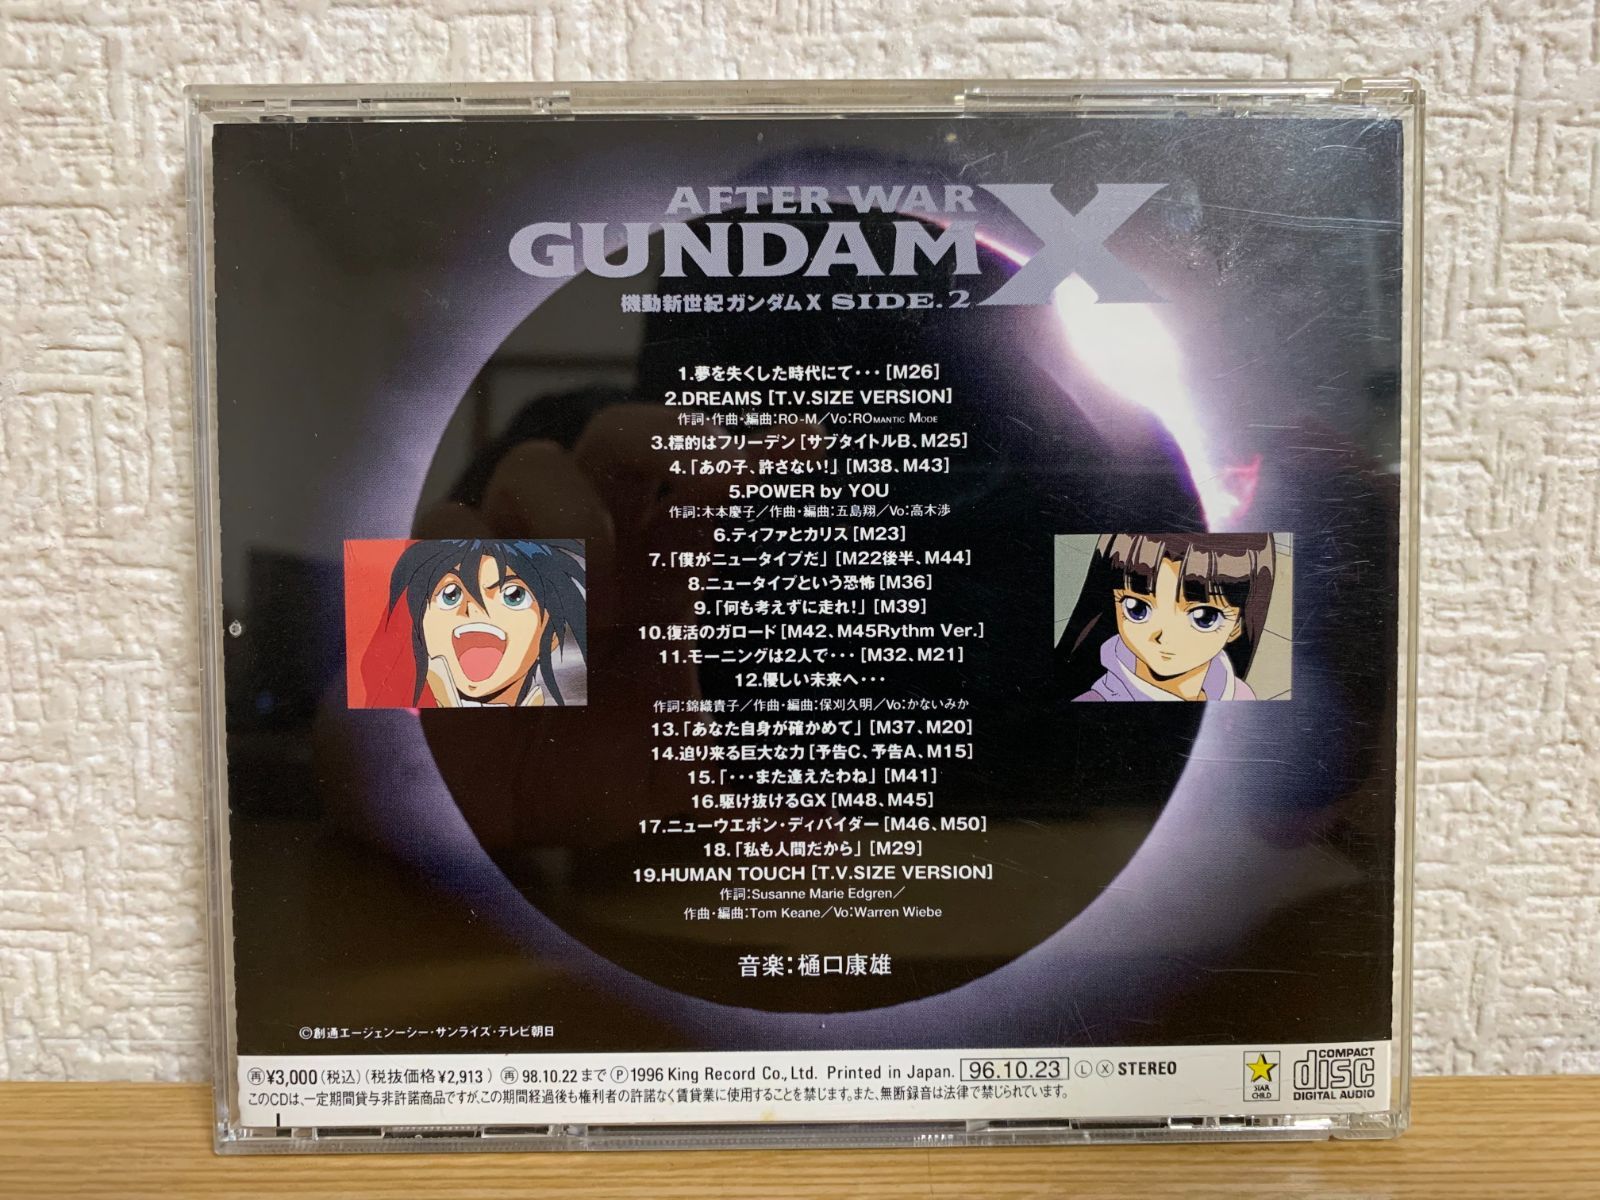 AFTER WAR
GUNDAM X
機動新世紀ガンダムX SIDE.2
1.夢を失くした時代にて・・・[M26]
2.DREAMS [T.V.SIZE VERSION]
作詞・作曲・編曲:RO-M／Vo:ROMANTIC MODE
3.標的はフリーデン[サブタイトルB、M25]
4.「あの子、許さない!」[M38、M43]
5.POWER by YOU
作詞:木本慶子／作曲・編曲:五島翔／Vo:高木渉
6.ティファとカリス[M23]
7.「僕がニュータイプだ」[M22後半、M44]
8.ニュータイプという恐怖[M36]
9.「何も考えずに走れ!」[M39]
10.復活のガロード[M42、M45Rythm Ver.]
11.モーニングは2人で・・・[M32、M21]
12.優しい未来へ・・・
作詞:錦織貴子／作曲・編曲:保刈久明／Vo:かないみか
13.「あなた自身が確かめて」[M37、M20]
14.迫り来る巨大な力[予告C、予告A、M15]
15.「・・・また逢えたわね」[M41]
16.駆け抜けるGX[M48、M45]
17.ニューウエポン・ディバイダー[M46、M50]
18.「私も人間だから」[M29]
19.HUMAN TOUCH [T.V.SIZE VERSION]
作詞:Susanne Marie Edgren／
作曲・編曲:Tom Keane／Vo:Warren Wiebe
音楽:樋口康雄
©創通エージェンーシー・サンライズ・テレビ朝日
再¥3,000(税込)(税抜価格¥2,913) 再98.10.22まで Ⓟ1996 King Record Co., Ltd. Printed in Japan. 96.10.23 Ⓛ Ⓧ STEREO
このCDは、一定期間貸与非許諾商品ですが、この期間経過後も権利者の許諾なく賃貸業に使用することを禁じます。また、無断録音は法律で禁じられています。
STAR
CHILD
COMPACT
disc
DIGITAL AUDIO